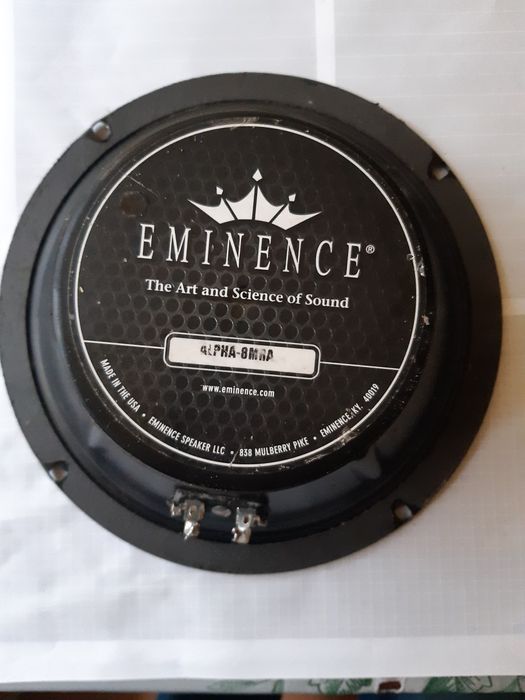 EMINENCE®
The Art and Science of Sound
ALPHA-8MRA
www.eminence.com
MADE IN THE USA • EMINENCE SPEAKER LLC • 838 MULBERRY PIKE • EMINENCE, KY. 40019